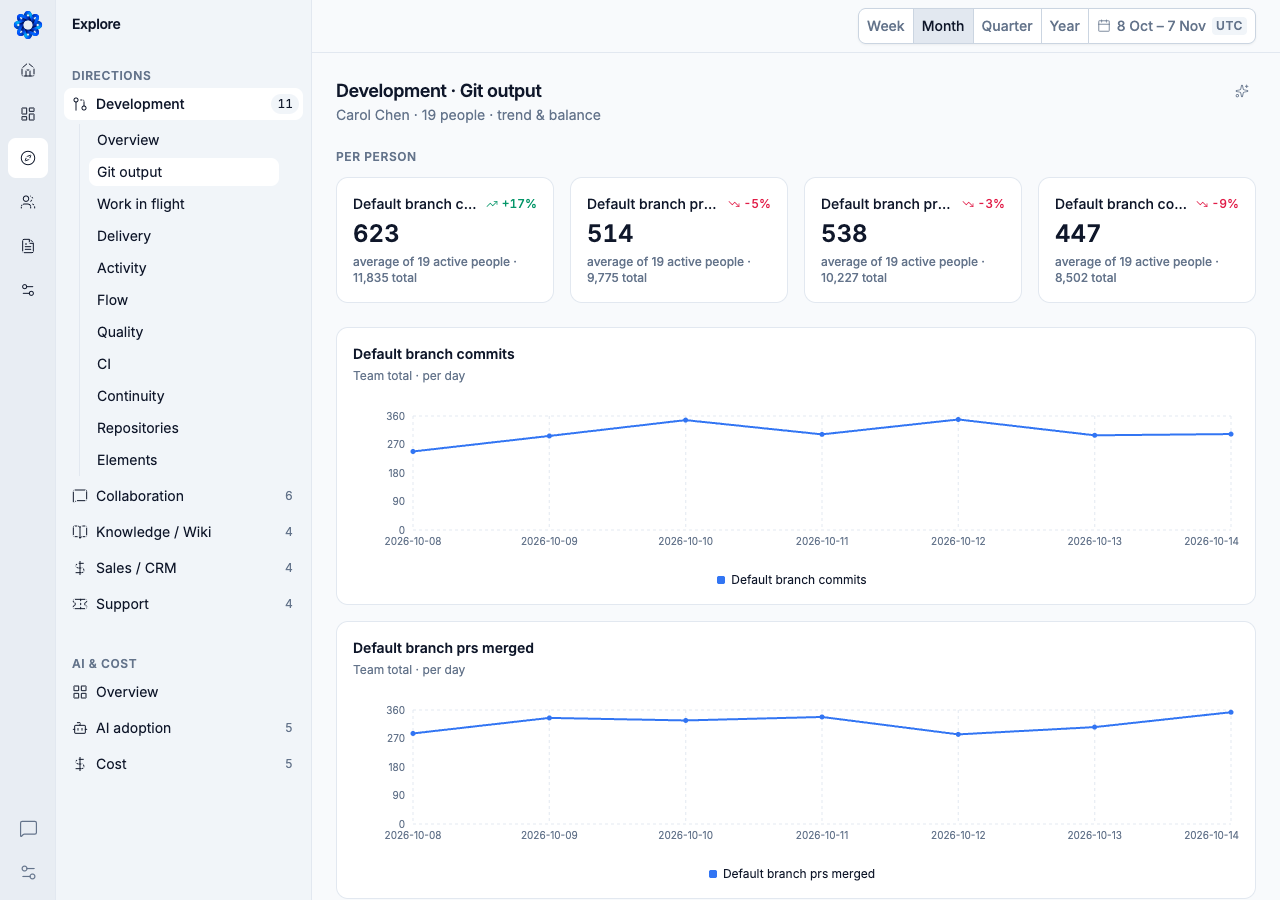 Explore
Week
Month
Quarter
Year
8 Oct – 7 Nov
UTC
DIRECTIONS
Development
11
Overview
Git output
Work in flight
Delivery
Activity
Flow
Quality
CI
Continuity
Repositories
Elements
Collaboration
6
Knowledge / Wiki
4
Sales / CRM
4
Support
4
AI & COST
Overview
AI adoption
5
Cost
5
Development · Git output
Carol Chen · 19 people · trend & balance
PER PERSON
Default branch c...
+17%
623
average of 19 active people ·
11,835 total
Default branch pr...
-5%
514
average of 19 active people ·
9,775 total
Default branch pr...
-3%
538
average of 19 active people ·
10,227 total
Default branch co...
-9%
447
average of 19 active people ·
8,502 total
Default branch commits
Team total · per day
360
270
180
90
0
2026-10-08
2026-10-09
2026-10-10
2026-10-11
2026-10-12
2026-10-13
2026-10-14
Default branch commits
Default branch prs merged
Team total · per day
360
270
180
90
0
2026-10-08
2026-10-09
2026-10-10
2026-10-11
2026-10-12
2026-10-13
2026-10-14
Default branch prs merged